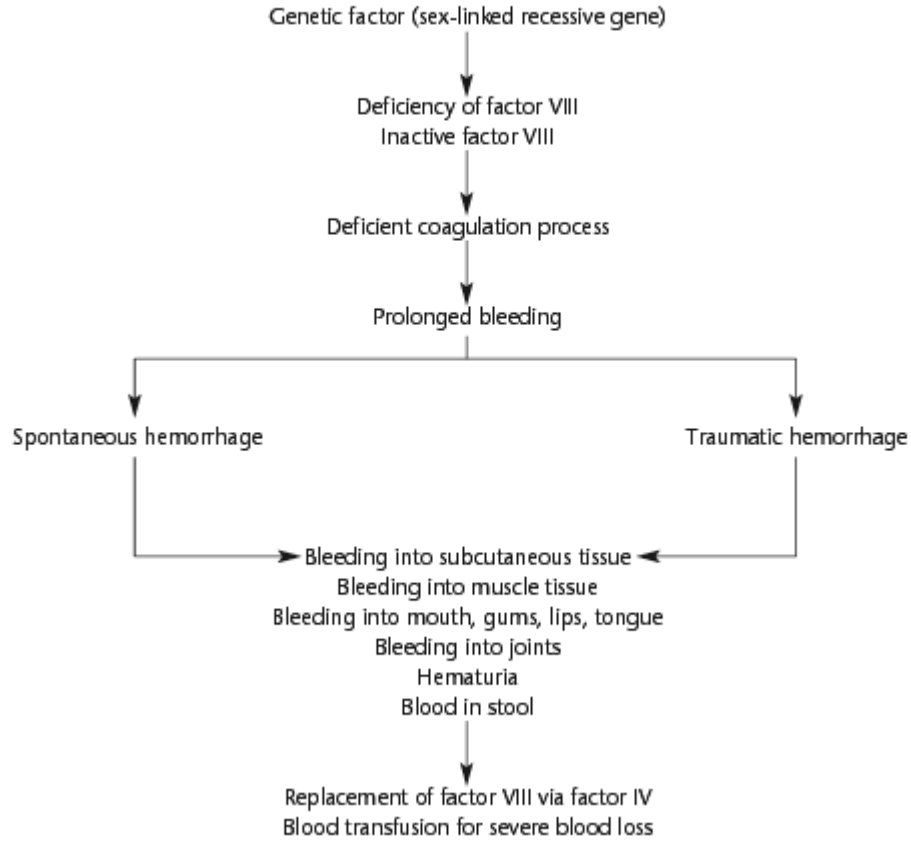 Genetic factor (sex-linked recessive gene)
Deficiency of factor VIII
Inactive factor VIII
Deficient coagulation process
Prolonged bleeding
Spontaneous hemorrhage
Traumatic hemorrhage
Bleeding into subcutaneous tissue
Bleeding into muscle tissue
Bleeding into mouth, gums, lips, tongue
Bleeding into joints
Hematuria
Blood in stool
Replacement of factor VIII via factor IV
Blood transfusion for severe blood loss